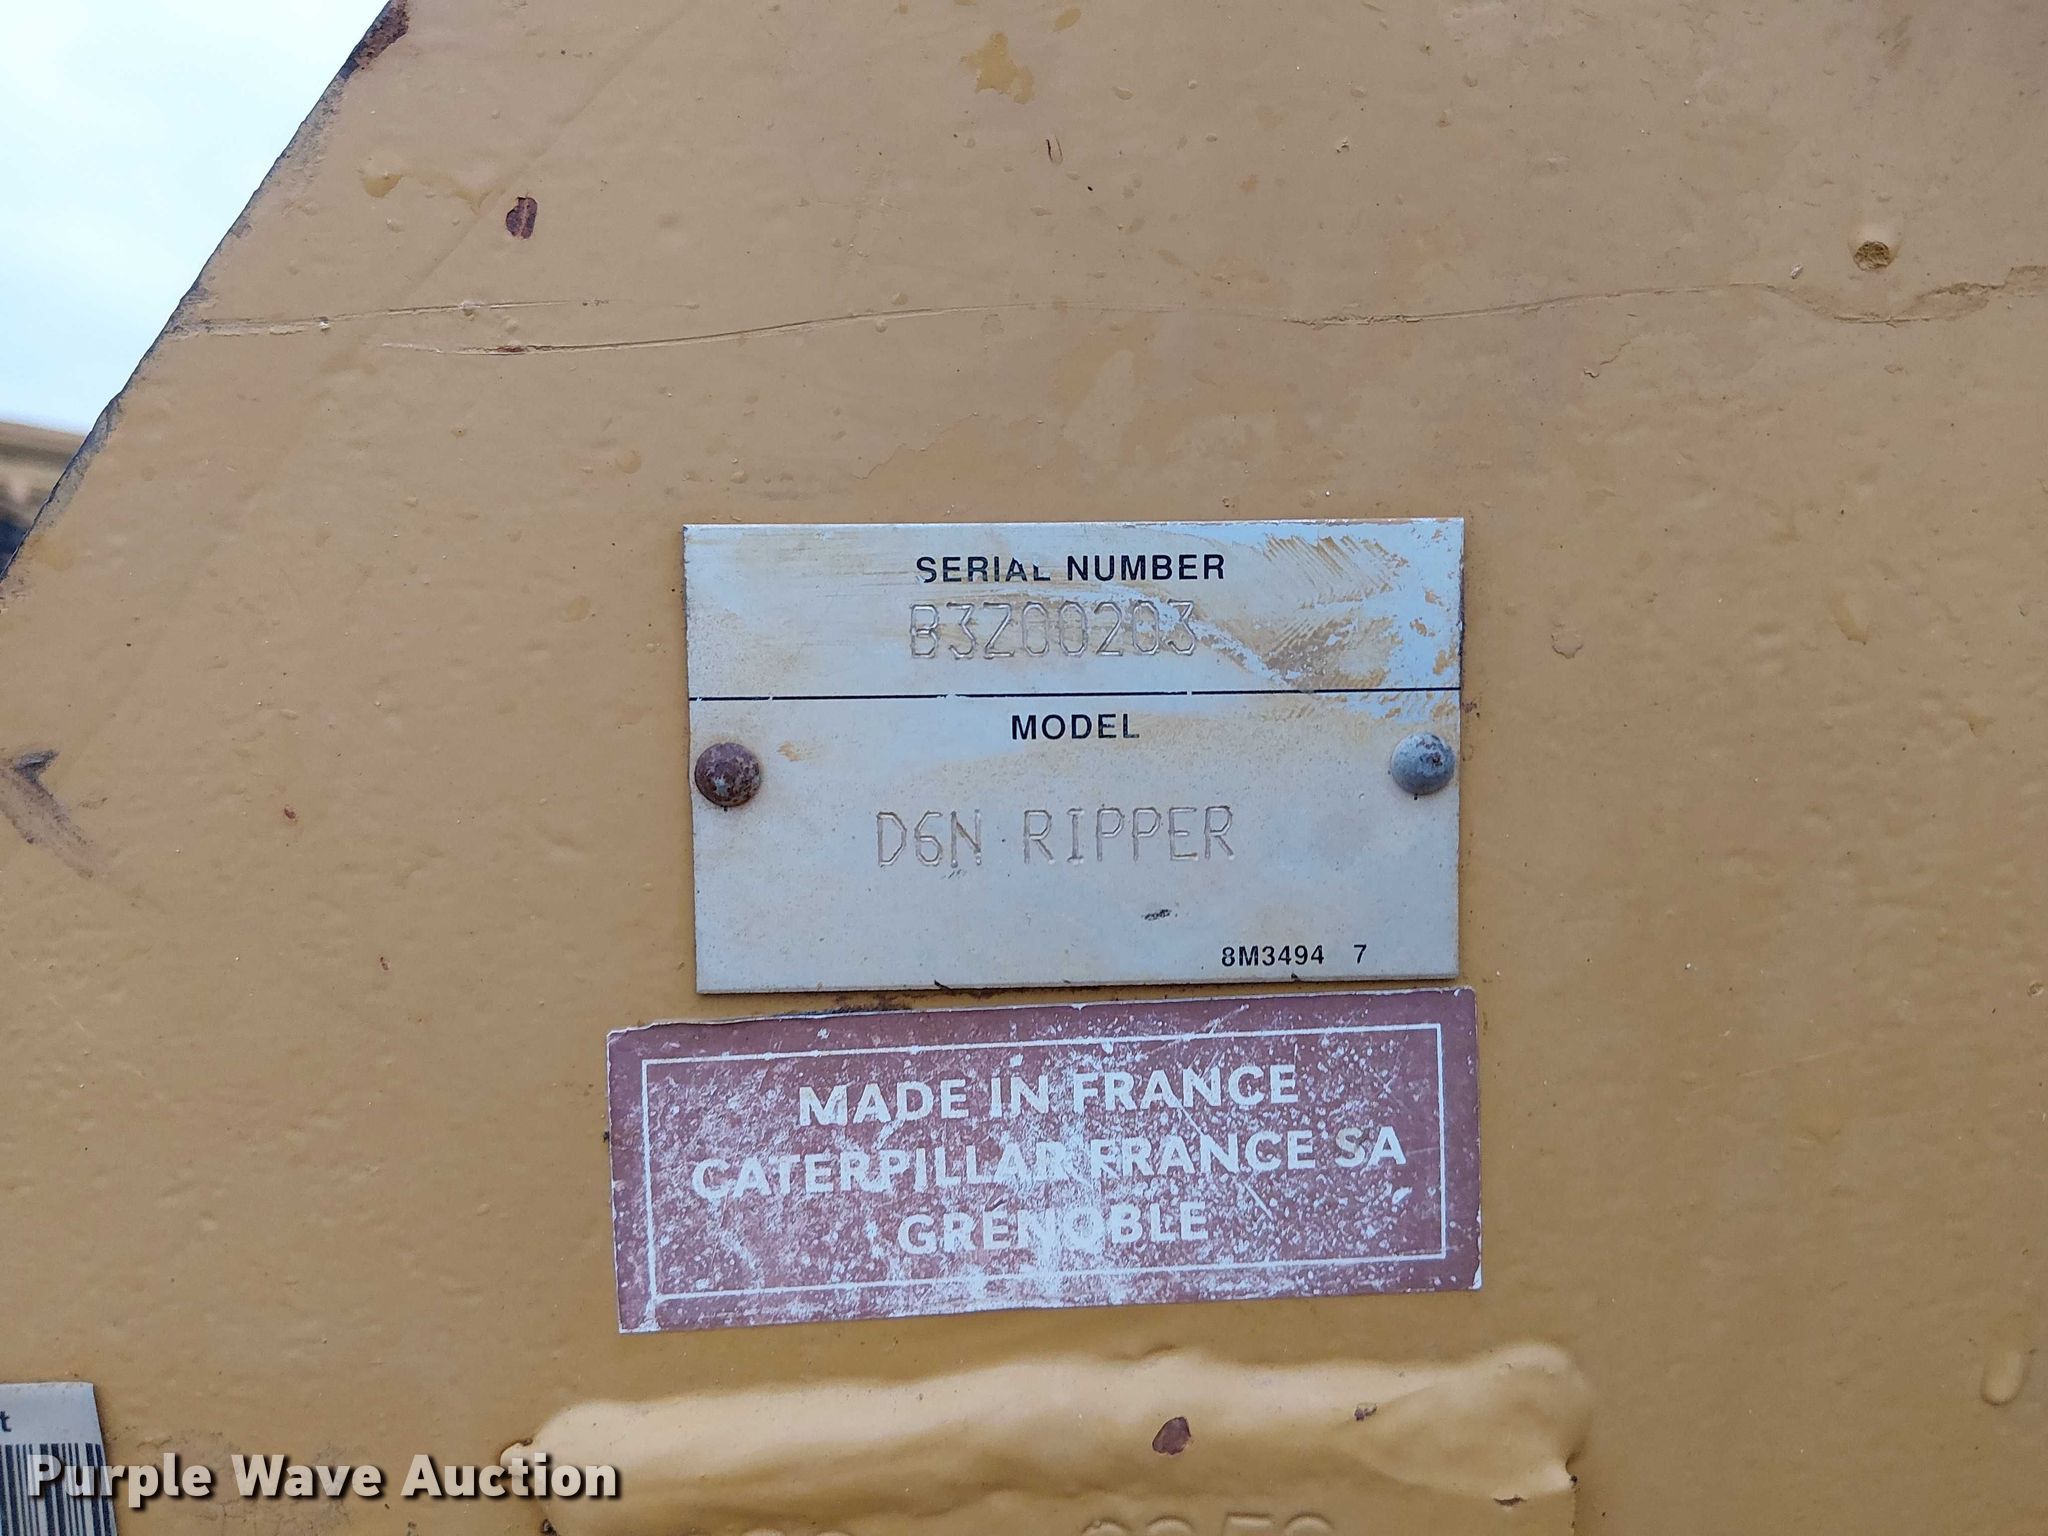 SERIAL NUMBER
B3Z00203
MODEL
D6N RIPPER
8M3494 7
MADE IN FRANCE
CATERPILLAR FRANCE SA
GRENOBLE
t
Purple Wave Auction